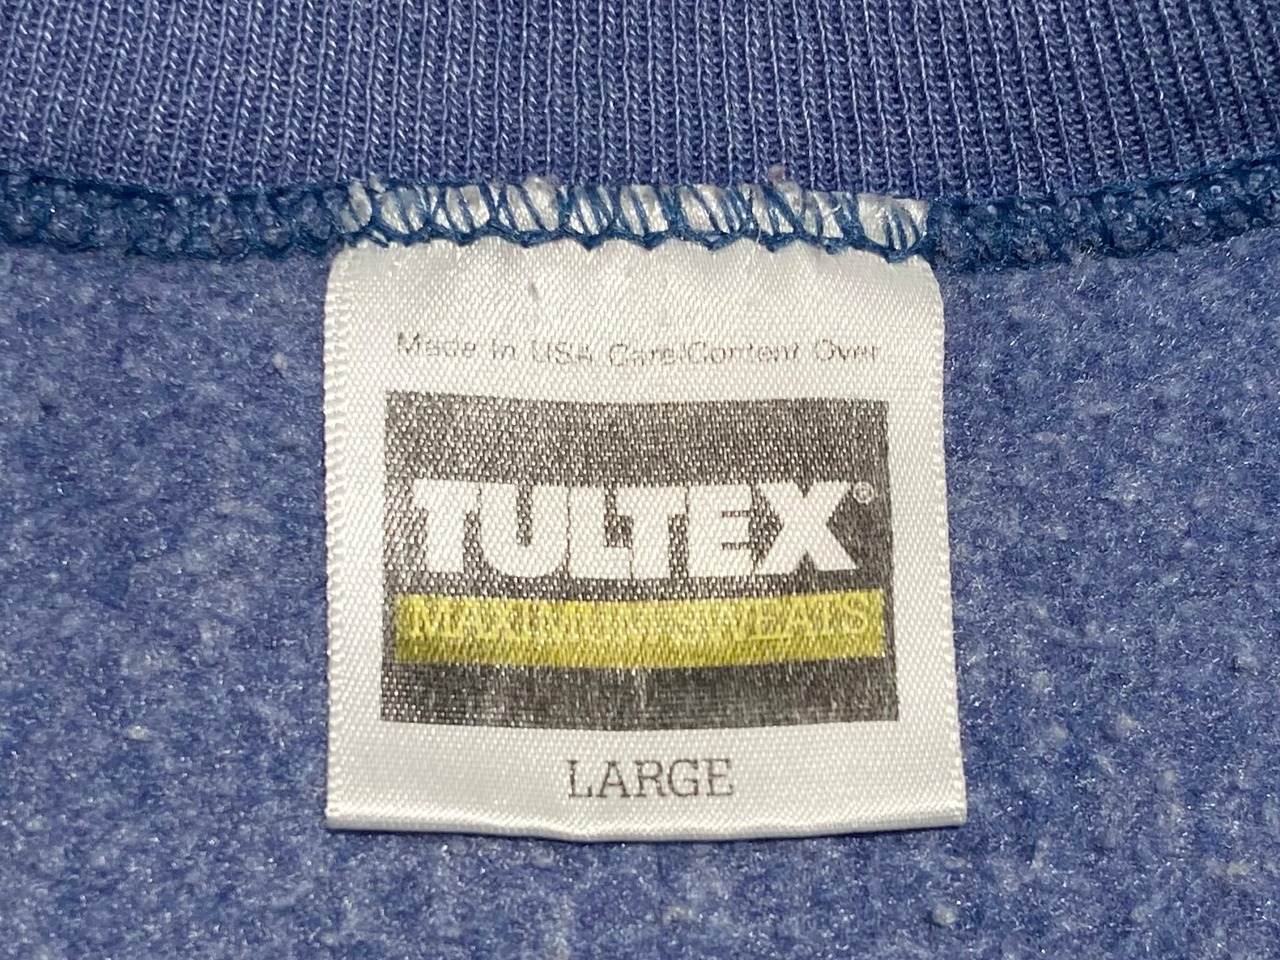 Made In USA Care/Content Over
TULTEX®
MAXIMUM SWEATS
LARGE